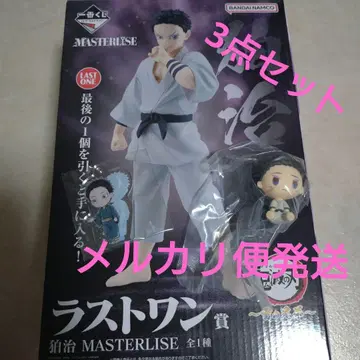 一番くじ
BANDAI NAMCO
MASTERLISE
3点セット
狛治
LAST
ONE
最後の1個を引くと手に入る!
メルカリ便発送
ラストワン賞
狛治 MASTERLISE 全1種